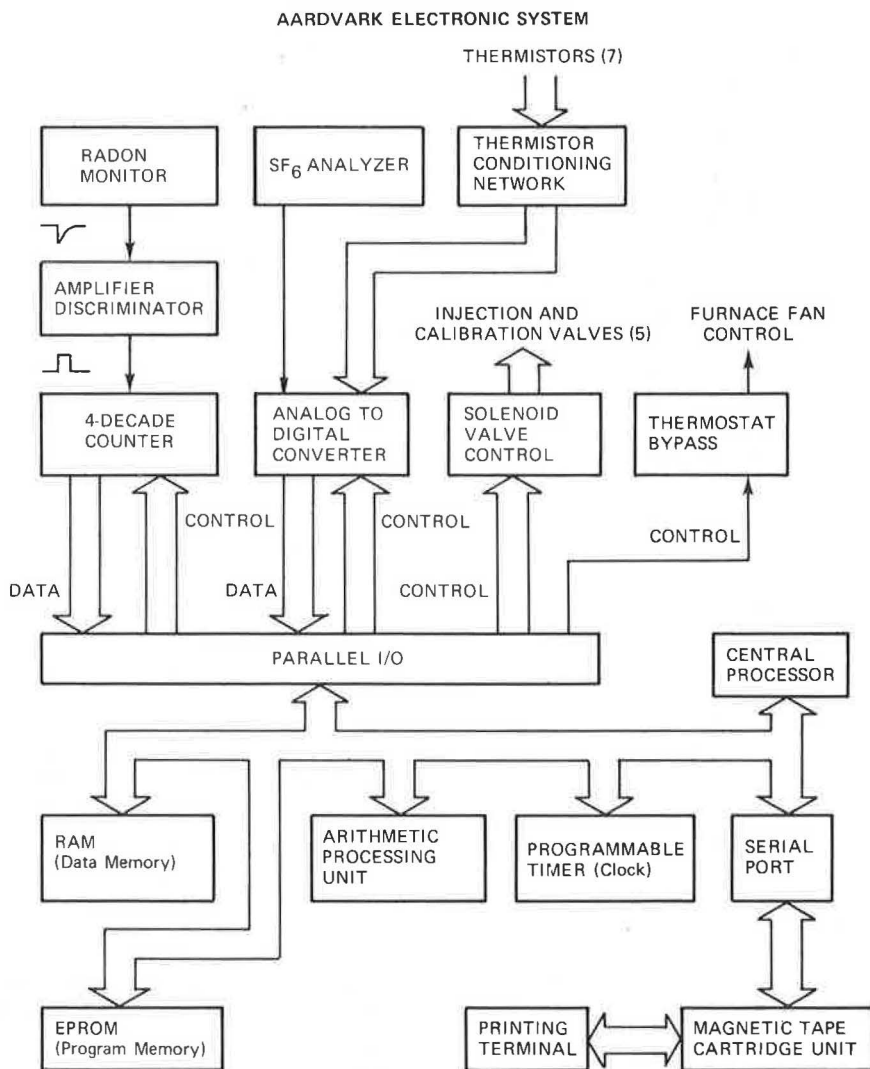 AARDVARK ELECTRONIC SYSTEM
THERMISTORS (7)
RADON
MONITOR
SF6 ANALYZER
THERMISTOR
CONDITIONING
NETWORK
AMPLIFIER
DISCRIMINATOR
INJECTION AND
CALIBRATION VALVES (5)
FURNACE FAN
CONTROL
4-DECADE
COUNTER
ANALOG TO
DIGITAL
CONVERTER
SOLENOID
VALVE
CONTROL
THERMOSTAT
BYPASS
CONTROL
CONTROL
CONTROL
DATA
DATA
CONTROL
PARALLEL I/O
CENTRAL
PROCESSOR
RAM
(Data Memory)
ARITHMETIC
PROCESSING
UNIT
PROGRAMMABLE
TIMER (Clock)
SERIAL
PORT
EPROM
(Program Memory)
PRINTING
TERMINAL
MAGNETIC TAPE
CARTRIDGE UNIT